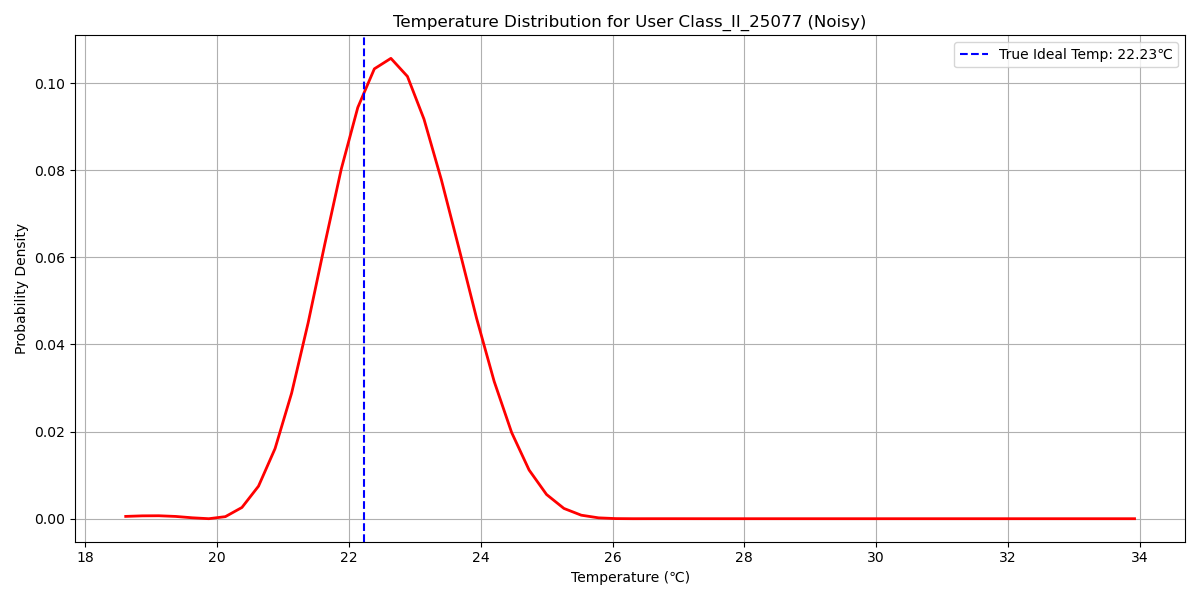 Temperature Distribution for User Class_II_25077 (Noisy)
True Ideal Temp: 22.23℃
Probability Density
0.10
0.08
0.06
0.04
0.02
0.00
18 20 22 24 26 28 30 32 34
Temperature (℃)